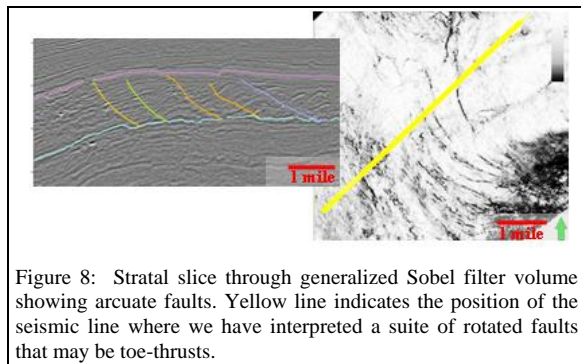 1 mile
1 mile
Figure 8: Stratal slice through generalized Sobel filter volume
showing arcuate faults. Yellow line indicates the position of the
seismic line where we have interpreted a suite of rotated faults
that may be toe-thrusts.